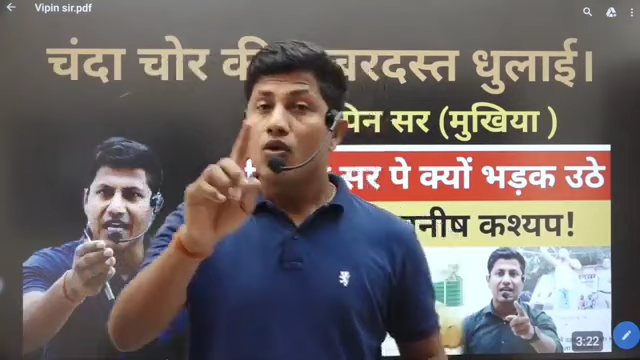 Vipin sir.pdf
चंदा चोर की बरदस्त धुलाई।
पिन सर (मुखिया )
सर पे क्यों भड़क उठे
नीष कश्यप!
3:22